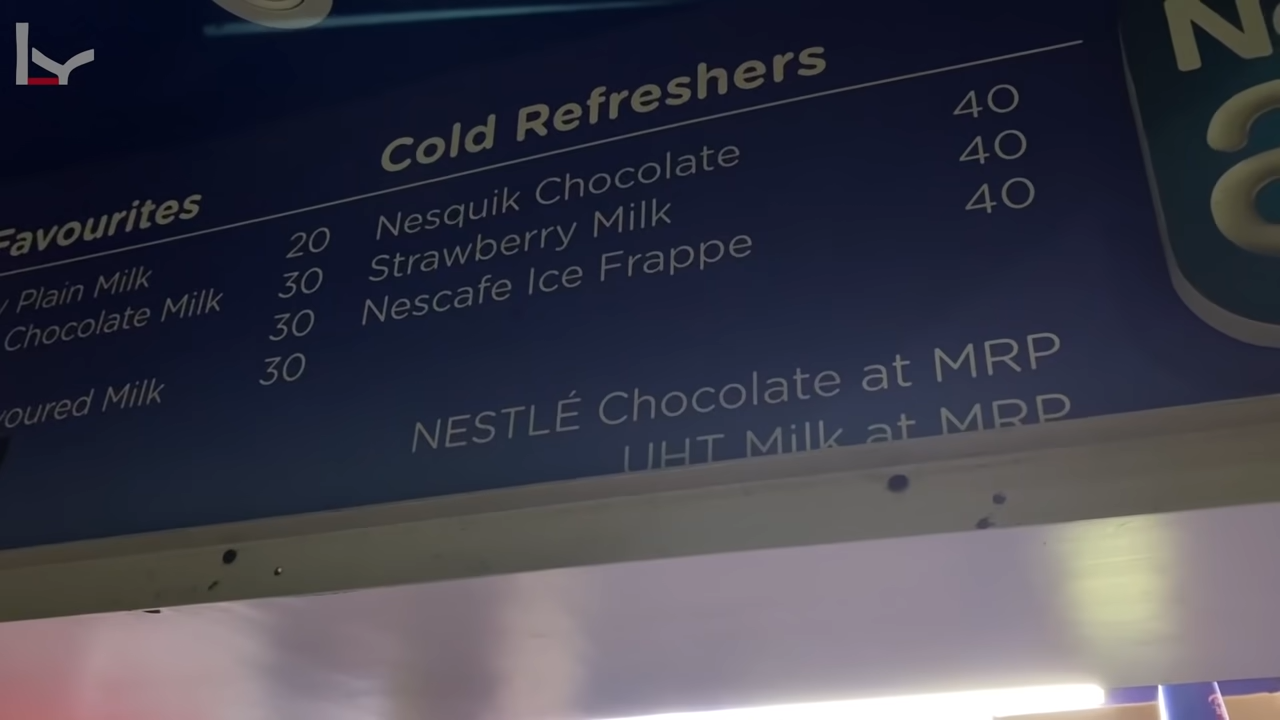 LY
Favourites
Plain Milk 20
Chocolate Milk 30
30
Milk 30
Cold Refreshers
Nesquik Chocolate 40
Strawberry Milk 40
Nescafe Ice Frappe 40
NESTLÉ Chocolate at MRP
UHT Milk at MRP